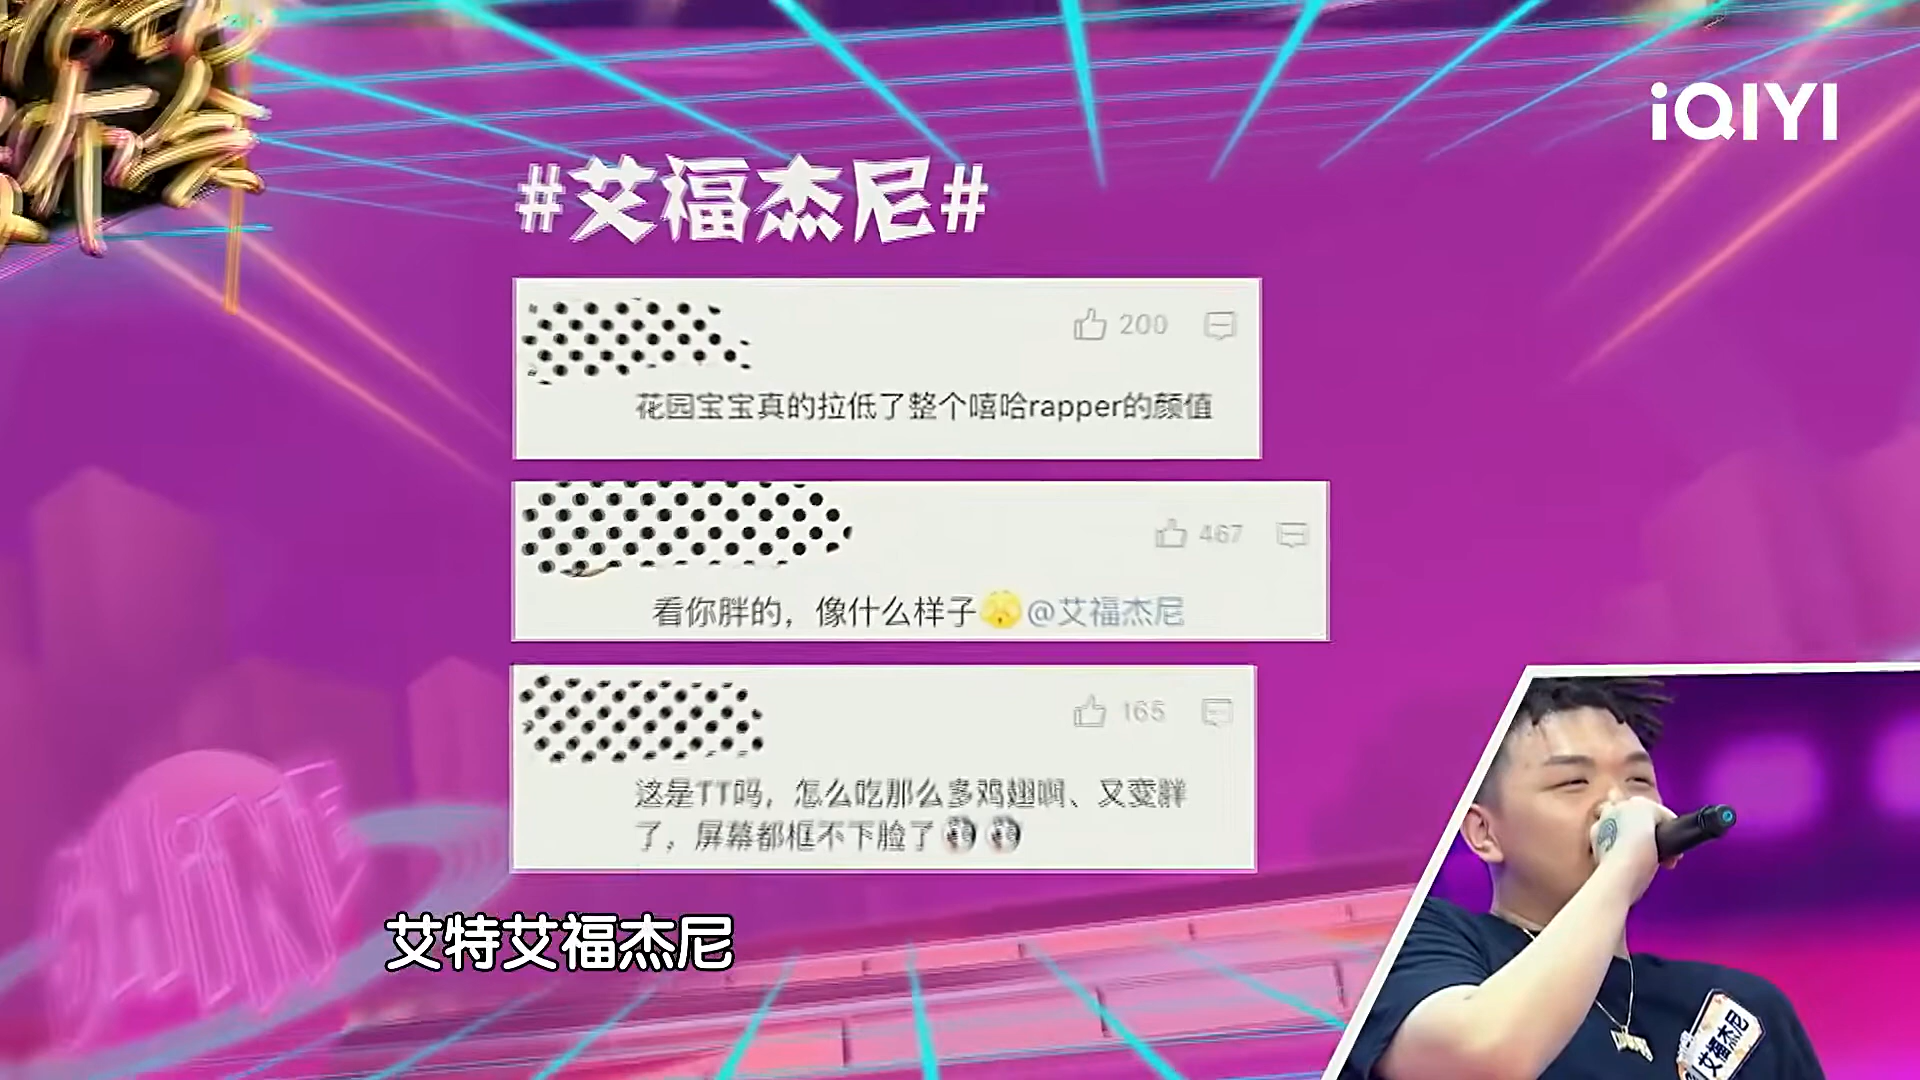 iQIYI
#艾福杰尼#
200
花园宝宝真的拉低了整个嘻哈rapper的颜值
467
看你胖的，像什么样子@艾福杰尼
165
这是TT吗，怎么吃那么多鸡翅啊、又变胖
了，屏幕都框不下脸了
艾特艾福杰尼
艾福杰尼